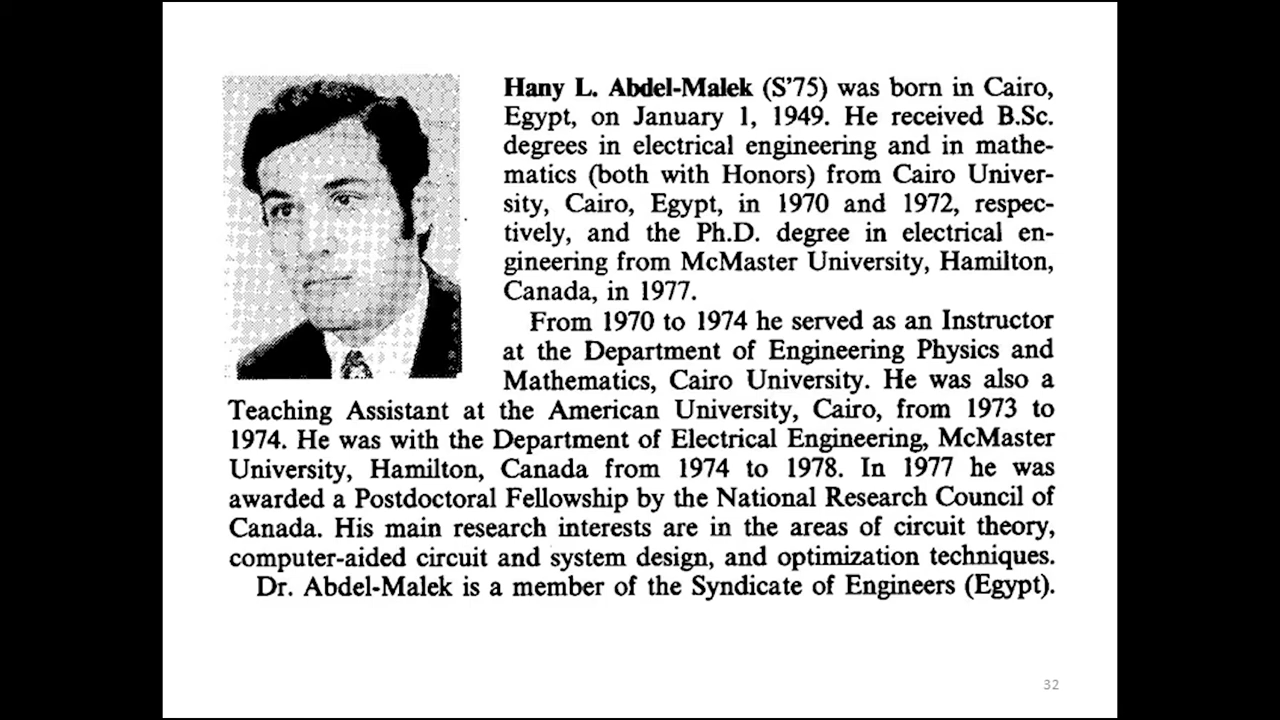 Hany L. Abdel-Malek (S'75) was born in Cairo,
Egypt, on January 1, 1949. He received B.Sc.
degrees in electrical engineering and in mathe-
matics (both with Honors) from Cairo Univer-
sity, Cairo, Egypt, in 1970 and 1972, respec-
tively, and the Ph.D. degree in electrical en-
gineering from McMaster University, Hamilton,
Canada, in 1977.
From 1970 to 1974 he served as an Instructor
at the Department of Engineering Physics and
Mathematics, Cairo University. He was also a
Teaching Assistant at the American University, Cairo, from 1973 to
1974. He was with the Department of Electrical Engineering, McMaster
University, Hamilton, Canada from 1974 to 1978. In 1977 he was
awarded a Postdoctoral Fellowship by the National Research Council of
Canada. His main research interests are in the areas of circuit theory,
computer-aided circuit and system design, and optimization techniques.
Dr. Abdel-Malek is a member of the Syndicate of Engineers (Egypt).
32